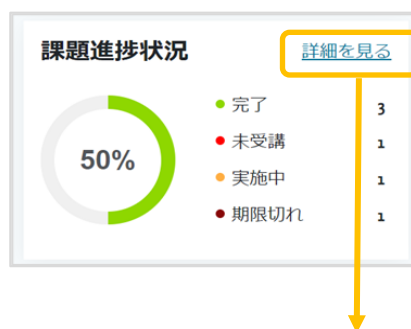 課題進捗状況 詳細を見る
50%
完了 3
未受講 1
実施中 1
期限切れ 1